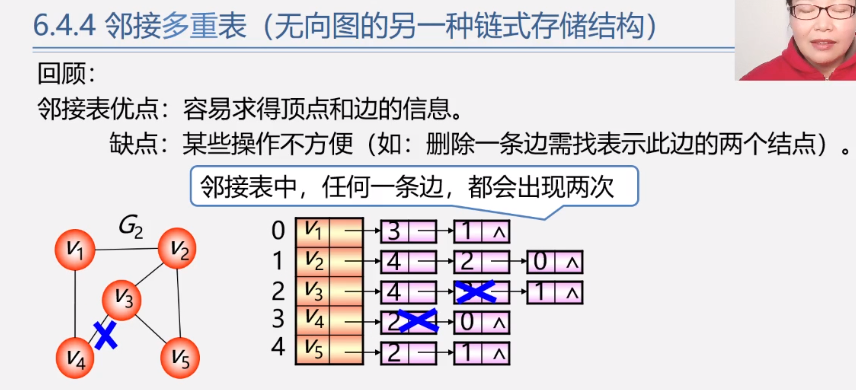 6.4.4 邻接多重表（无向图的另一种链式存储结构）
回顾：
邻接表优点：容易求得顶点和边的信息。
缺点：某些操作不方便（如：删除一条边需找表示此边的两个结点）。
邻接表中，任何一条边，都会出现两次
G2
V1 V2
V3
V4 V5
0 V1 3 1 ∧
1 V2 4 2 0 ∧
2 V3 4 1 ∧
3 V4 2 0 ∧
4 V5 2 1 ∧